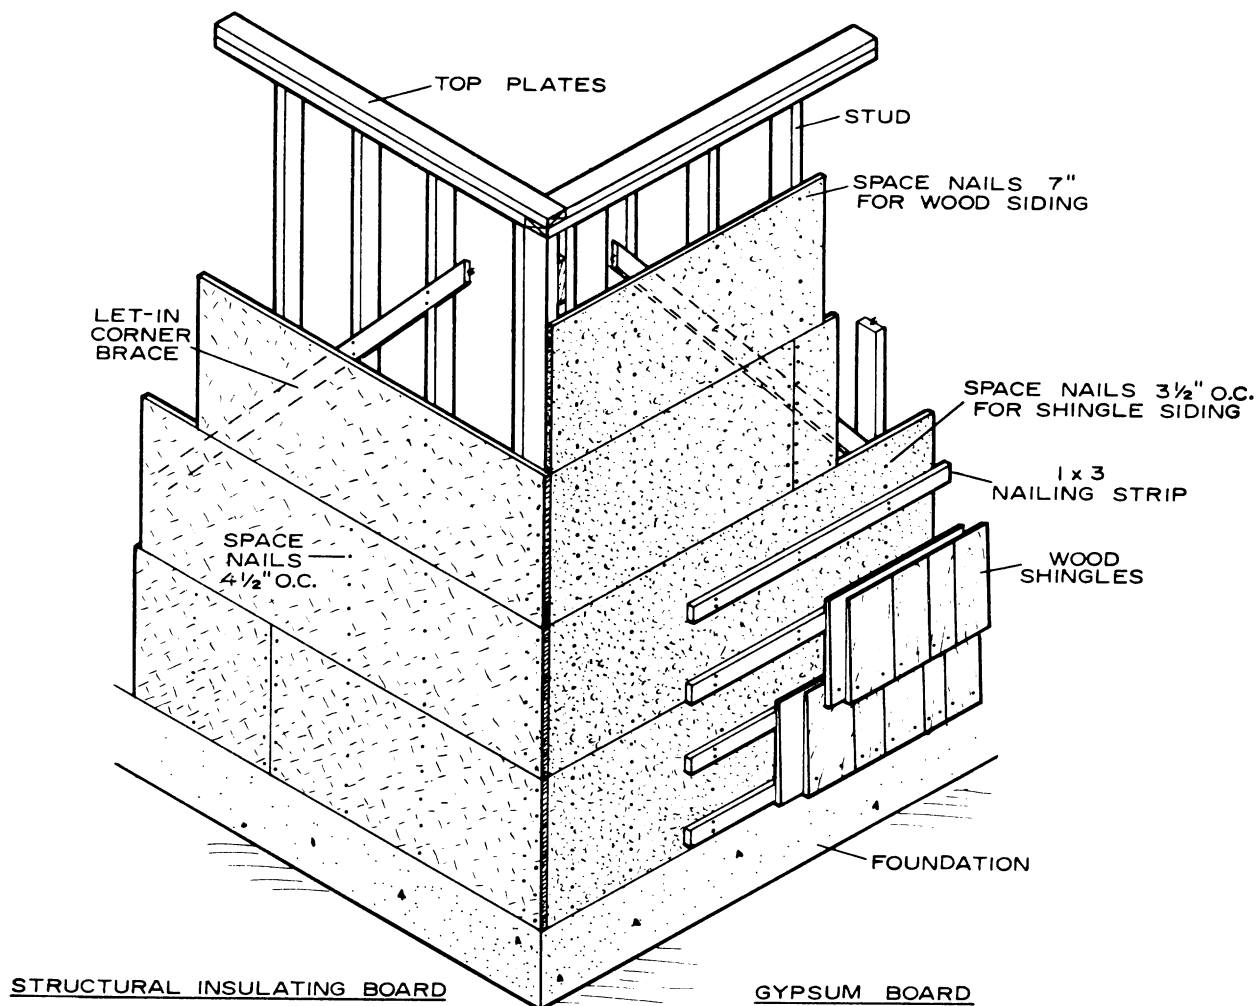 TOP PLATES
STUD
SPACE NAILS 7"
FOR WOOD SIDING
LET-IN
CORNER
BRACE
SPACE NAILS 3½" O.C.
FOR SHINGLE SIDING
1 x 3
NAILING STRIP
SPACE
NAILS
4½" O.C.
WOOD
SHINGLES
FOUNDATION
STRUCTURAL INSULATING BOARD
GYPSUM BOARD